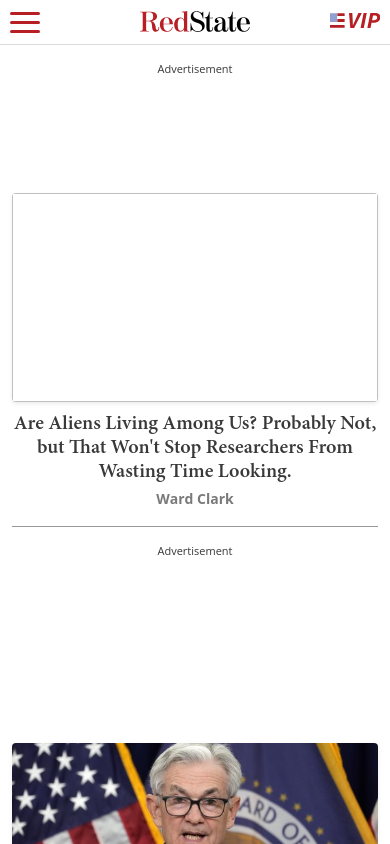 RedState
VIP
Advertisement
Are Aliens Living Among Us? Probably Not,
but That Won't Stop Researchers From
Wasting Time Looking.
Ward Clark
Advertisement
ARD OF